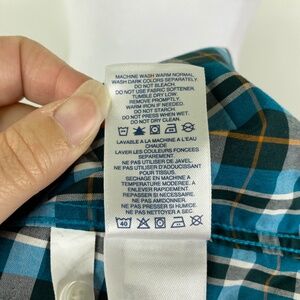 MACHINE WASH WARM NORMAL.
WASH DARK COLORS SEPARATELY.
DO NOT BLEACH.
DO NOT USE FABRIC SOFTENER.
TUMBLE DRY LOW.
REMOVE PROMPTLY.
WARM IRON IF NEEDED.
DO NOT STARCH.
DO NOT PRESS WHEN WET.
DO NOT DRY CLEAN.
LAVABLE A LA MACHINE A L'EAU
CHAUDE
LAVER LES COULEURS FONCEES
SEPAREMENT.
NE PAS UTILISER DE JAVEL.
NE PAS UTILISER D'ADOUCISSANT
POUR TISSUS.
SECHAGE EN MACHINE A
TEMPERATURE MODEREE. A
ENLEVER RAPIDEMENT.
REPASSER SI NECESSAIRE.
NE PAS AMIDONNER.
NE PAS PRESSER SI HUMIDE.
NE PAS NETTOYER A SEC.
40